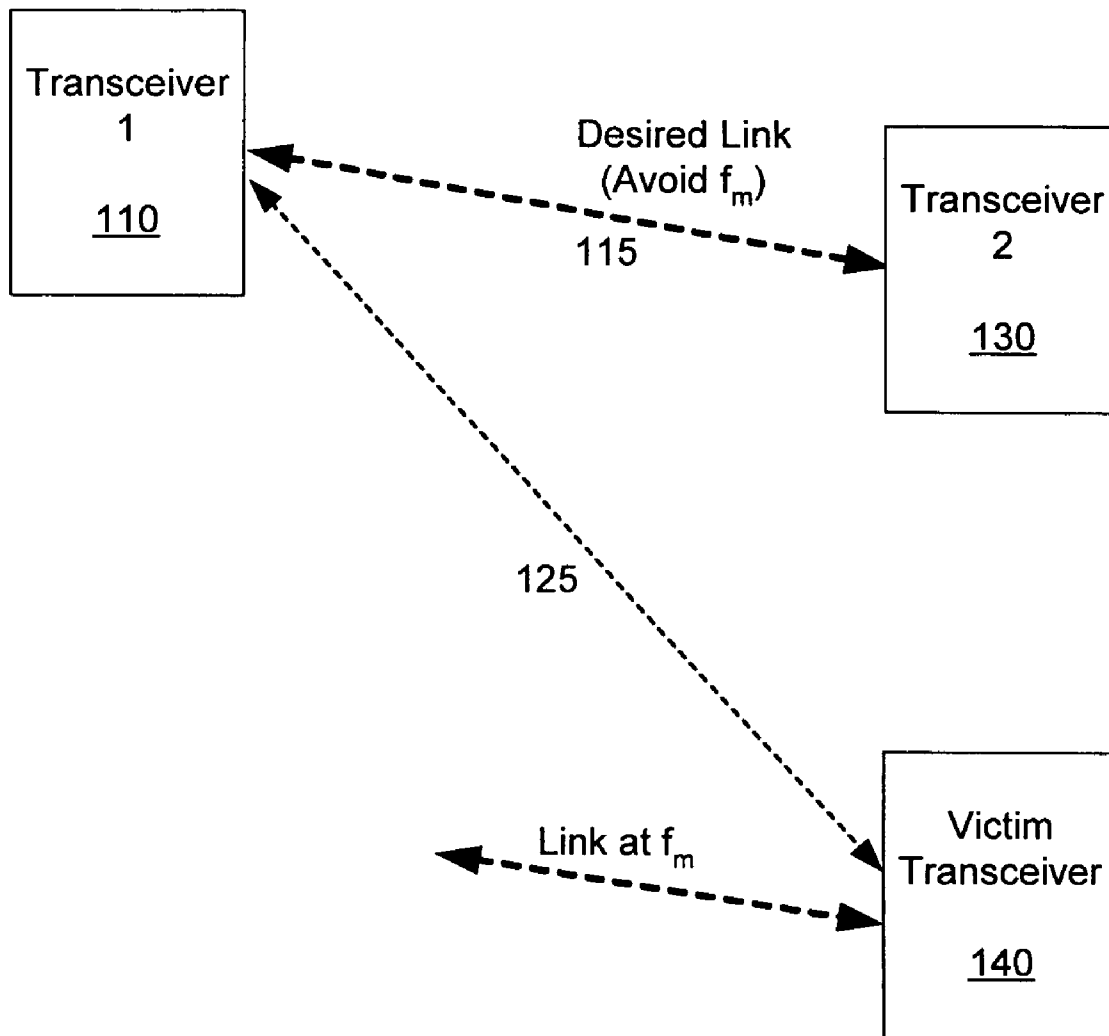 Transceiver
1
110
Desired Link
(Avoid fₘ)
115
Transceiver
2
130
125
Link at fₘ
Victim
Transceiver
140